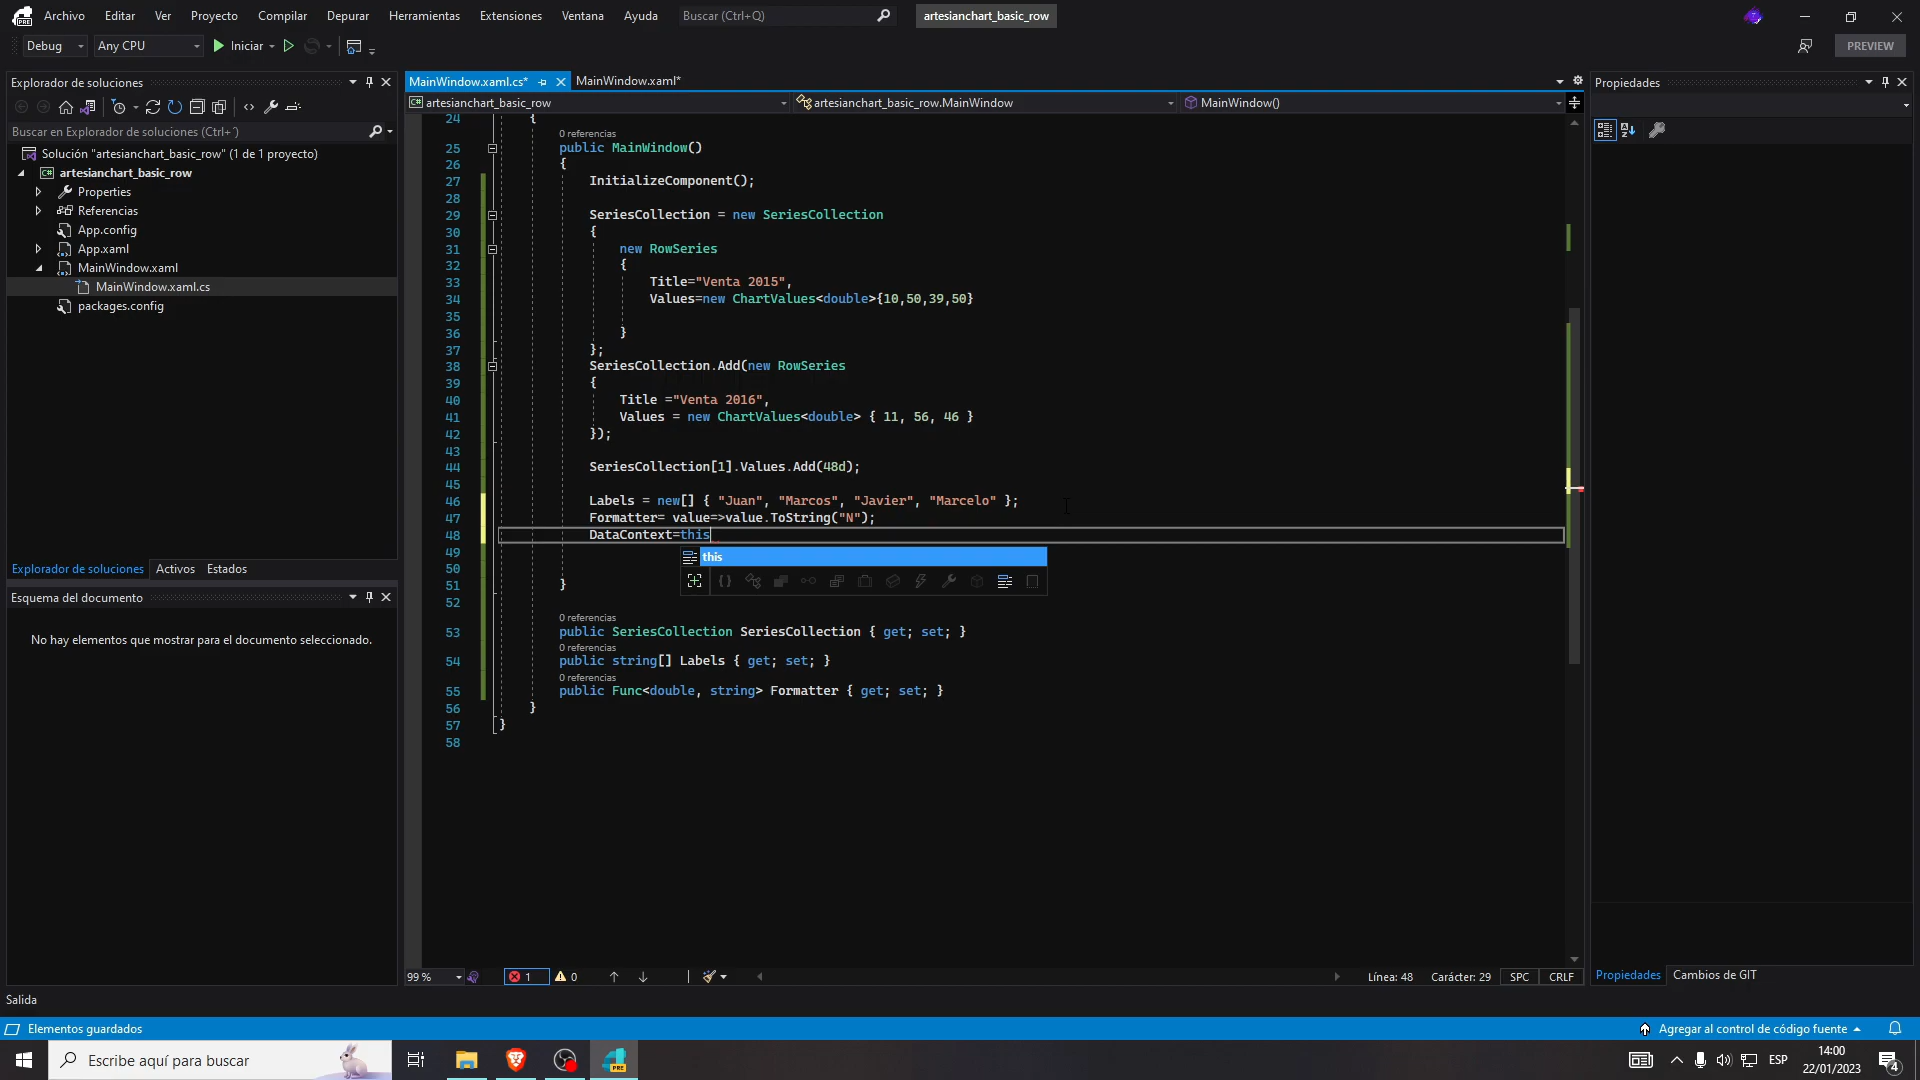 Archivo Editar Ver Proyecto Compilar Depurar Herramientas Extensiones Ventana Ayuda Buscar (Ctrl+Q) artesianchart_basic_row
Debug Any CPU Iniciar PREVIEW
Explorador de soluciones
Buscar en Explorador de soluciones (Ctrl+´)
Solución "artesianchart_basic_row" (1 de 1 proyecto)
artesianchart_basic_row
Properties
Referencias
App.config
App.xaml
MainWindow.xaml
MainWindow.xaml.cs
packages.config
Explorador de soluciones Activos Estados
Esquema del documento
No hay elementos que mostrar para el documento seleccionado.
MainWindow.xaml.cs* MainWindow.xaml*
artesianchart_basic_row artesianchart_basic_row.MainWindow MainWindow()
24 {
0 referencias
25 public MainWindow()
26 {
27 InitializeComponent();
28
29 SeriesCollection = new SeriesCollection
30 {
31 new RowSeries
32 {
33 Title="Venta 2015",
34 Values=new ChartValues<double>{10,50,39,50}
35
36 }
37 };
38 SeriesCollection.Add(new RowSeries
39 {
40 Title ="Venta 2016",
41 Values = new ChartValues<double> { 11, 56, 46 }
42 });
43
44 SeriesCollection[1].Values.Add(48d);
45
46 Labels = new[] { "Juan", "Marcos", "Javier", "Marcelo" };
47 Formatter= value=>value.ToString("N");
48 DataContext=this
49 this
50
51 }
52
0 referencias
53 public SeriesCollection SeriesCollection { get; set; }
0 referencias
54 public string[] Labels { get; set; }
0 referencias
55 public Func<double, string> Formatter { get; set; }
56 }
57 }
58
99 % 1 0 Línea: 48 Carácter: 29 SPC CRLF
Propiedades
Propiedades Cambios de GIT
Salida
Elementos guardados Agregar al control de código fuente
Escribe aquí para buscar PRE ESP 14:00
22/01/2023 4